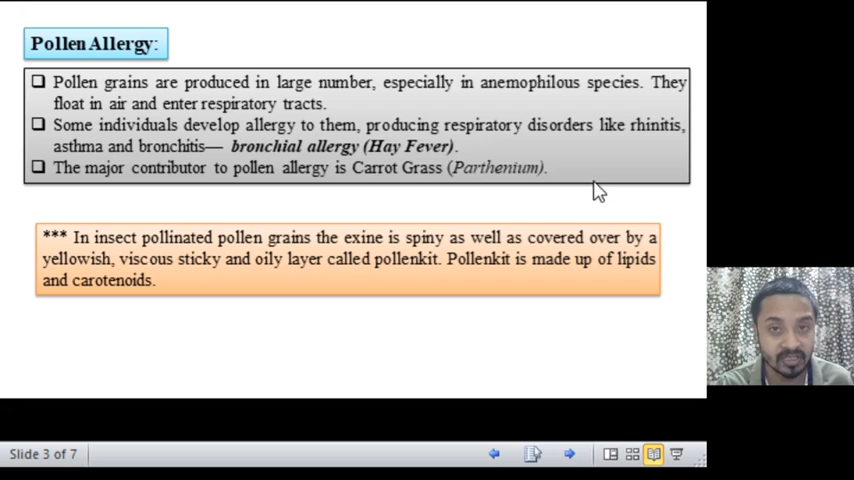 Pollen Allergy:
❑ Pollen grains are produced in large number, especially in anemophilous species. They
float in air and enter respiratory tracts.
❑ Some individuals develop allergy to them, producing respiratory disorders like rhinitis,
asthma and bronchitis— bronchial allergy (Hay Fever).
❑ The major contributor to pollen allergy is Carrot Grass (Parthenium).
*** In insect pollinated pollen grains the exine is spiny as well as covered over by a
yellowish, viscous sticky and oily layer called pollenkit. Pollenkit is made up of lipids
and carotenoids.
Slide 3 of 7